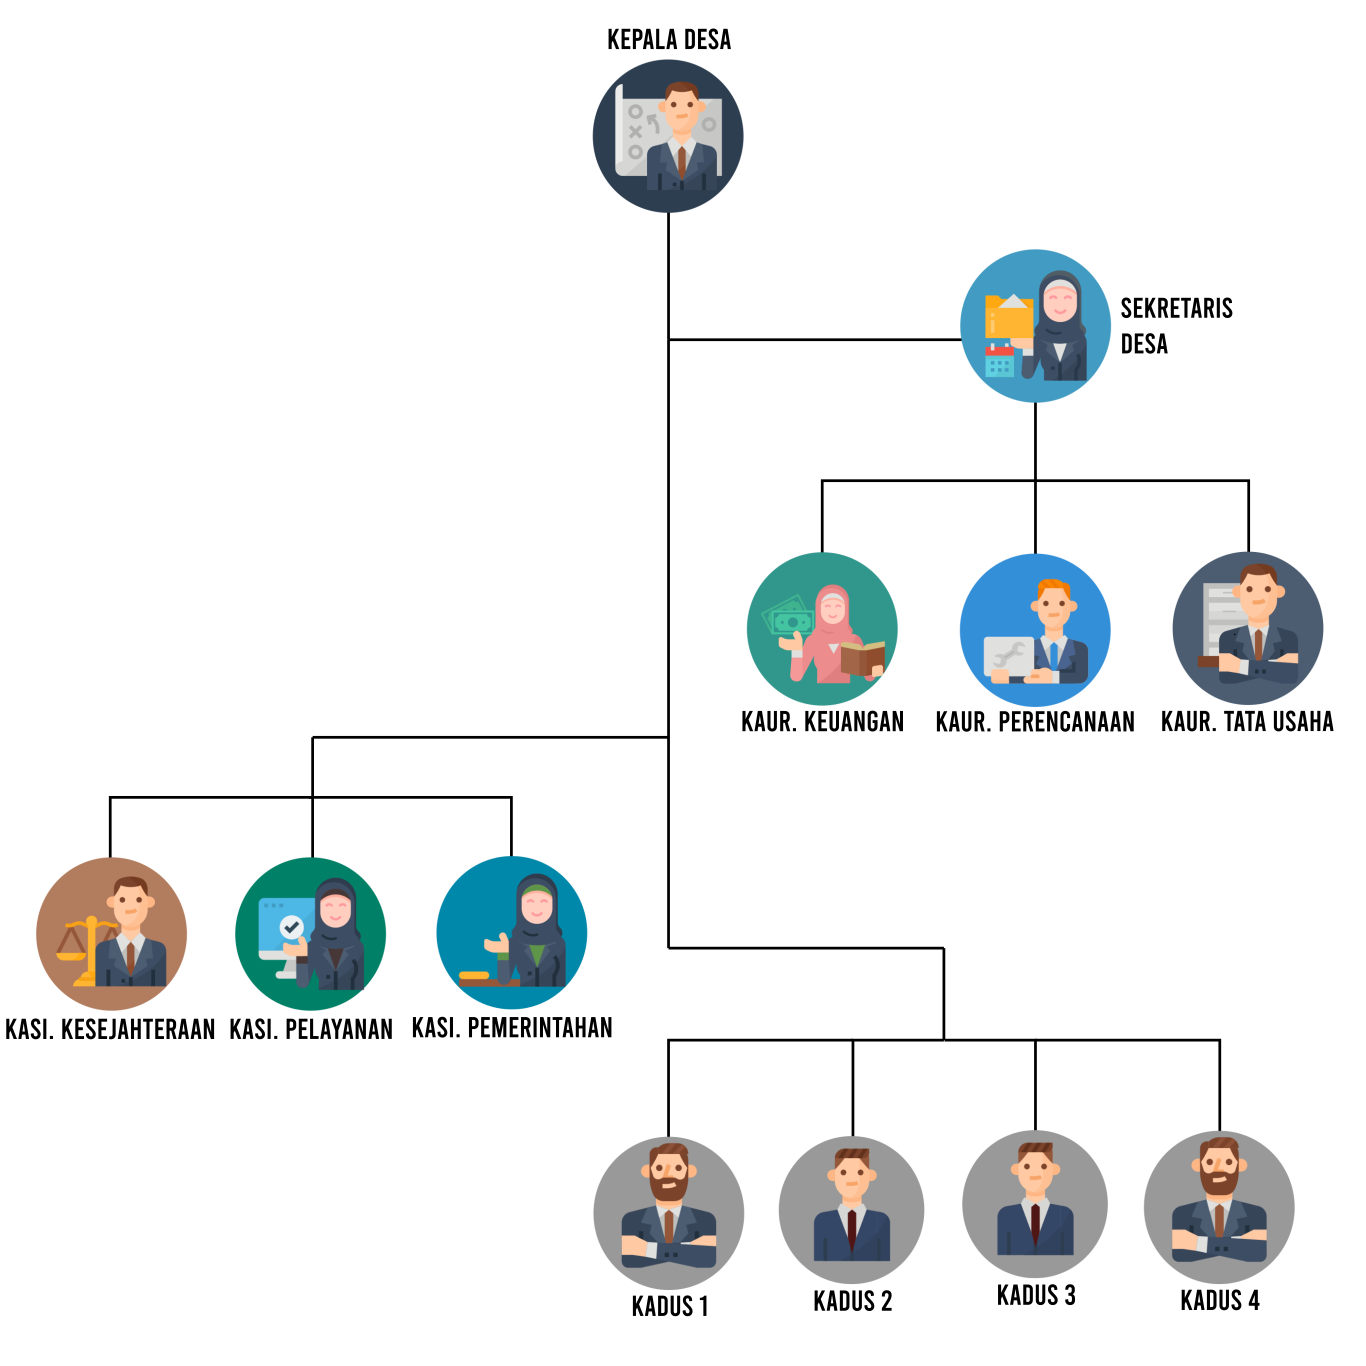 KEPALA DESA
SEKRETARIS
DESA
KAUR. KEUANGAN
KAUR. PERENCANAAN
KAUR. TATA USAHA
KASI. KESEJAHTERAAN
KASI. PELAYANAN
KASI. PEMERINTAHAN
KADUS 1
KADUS 2
KADUS 3
KADUS 4